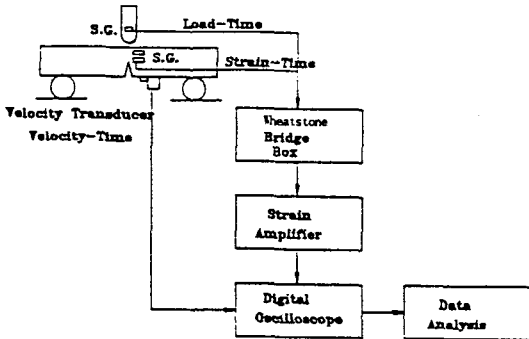 S.G.
Load-Time
S.G.
Strain-Time
Velocity Transducer
Velocity-Time
Wheatstone
Bridge
Box
Strain
Amplifier
Digital
Oscilloscope
Data
Analysis